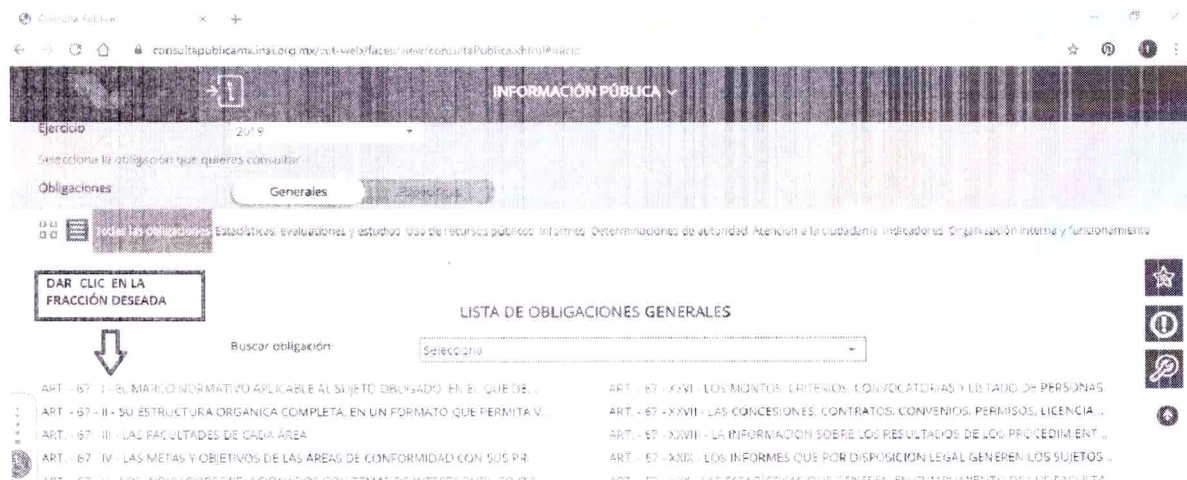 Consulta Pública
consultapublicamx.inai.org.mx/vut-web/faces/view/consultaPublica.xhtml#inicio
INFORMACIÓN PÚBLICA
Ejercicio
2019
Selecciona la obligación que quieres consultar
Obligaciones
Generales
Todas las obligaciones Estadísticas, evaluaciones y estudios Uso de recursos públicos Informes Determinaciones de autoridad Atención a la ciudadanía Indicadores Organización interna y funcionamiento
DAR CLIC EN LA
FRACCIÓN DESEADA
LISTA DE OBLIGACIONES GENERALES
Buscar obligación
Selecciona
ART. - 67 - I - EL MARCO NORMATIVO APLICABLE AL SUJETO OBLIGADO, EN EL QUE DE...
ART. - 67 - II - SU ESTRUCTURA ORGÁNICA COMPLETA, EN UN FORMATO QUE PERMITA V...
ART. - 67 - III - LAS FACULTADES DE CADA ÁREA
ART. - 67 - IV - LAS METAS Y OBJETIVOS DE LAS ÁREAS DE CONFORMIDAD CON SUS PR...
ART. - 67 - XXVI - LOS MONTOS, CRITERIOS, CONVOCATORIAS Y LISTADO DE PERSONAS...
ART. - 67 - XXVII - LAS CONCESIONES, CONTRATOS, CONVENIOS, PERMISOS, LICENCIA...
ART. - 67 - XXVIII - LA INFORMACIÓN SOBRE LOS RESULTADOS DE LOS PROCEDIMIENT...
ART. - 67 - XXIX - LOS INFORMES QUE POR DISPOSICIÓN LEGAL GENEREN LOS SUJETOS...